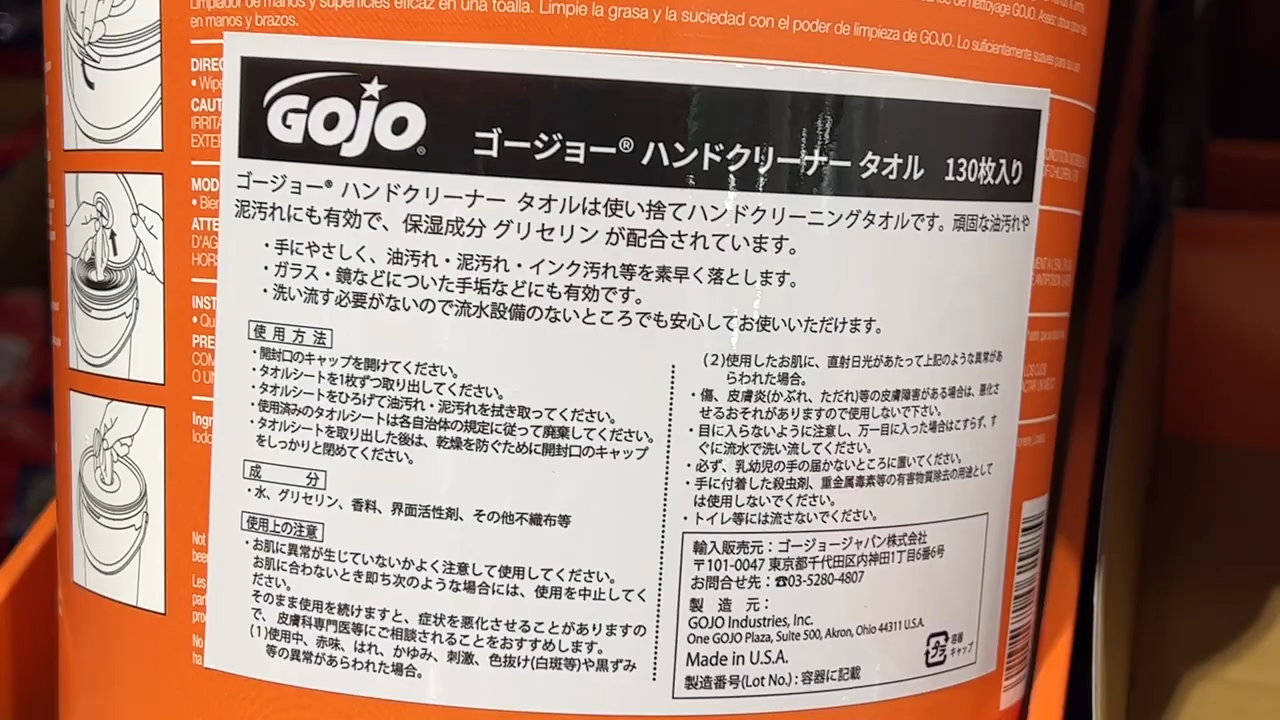 Limpiador de manos y superficies eficaz en una toalla. Limpie la grasa y la suciedad con el poder de limpieza de GOJO. Lo suficientemente suaves para su uso
en manos y brazos.
de nettoyage GOJO. Assez
DIREC
• Wipe
CAUT
IRRITA
EXTER
MOD
• Bien
ATTE
D'AG
HORS
INST
• Qu
PRE
COM
O UN
Ingr
Iodo
Not
been
Les
pan
pro
No
ha
GOJO®
ゴージョー® ハンドクリーナー タオル 130枚入り
ゴージョー® ハンドクリーナー タオルは使い捨てハンドクリーニングタオルです。頑固な油汚れや
泥汚れにも有効で、保湿成分 グリセリン が配合されています。
・手にやさしく、油汚れ・泥汚れ・インク汚れ等を素早く落とします。
・ガラス・鏡などについた手垢などにも有効です。
・洗い流す必要がないので流水設備のないところでも安心してお使いいただけます。
使用方法
・開封口のキャップを開けてください。
・タオルシートを1枚ずつ取り出してください。
・タオルシートをひろげて油汚れ・泥汚れを拭き取ってください。
・使用済みのタオルシートは各自治体の規定に従って廃棄してください。
・タオルシートを取り出した後は、乾燥を防ぐために開封口のキャップ
をしっかりと閉めてください。
成 分
・水、グリセリン、香料、界面活性剤、その他不織布等
使用上の注意
・お肌に異常が生じていないかよく注意して使用してください。
お肌に合わないとき即ち次のような場合には、使用を中止してく
ださい。
そのまま使用を続けますと、症状を悪化させることがありますの
で、皮膚科専門医等にご相談されることをおすすめします。
(1)使用中、赤味、はれ、かゆみ、刺激、色抜け(白斑等)や黒ずみ
等の異常があらわれた場合。
(2)使用したお肌に、直射日光があたって上記のような異常があ
らわれた場合。
・傷、皮膚炎(かぶれ、ただれ)等の皮膚障害がある場合は、悪化さ
せるおそれがありますので使用しないで下さい。
・目に入らないように注意し、万一目に入った場合はこすらず、す
ぐに流水で洗い流してください。
・必ず、乳幼児の手の届かないところに置いてください。
・手に付着した殺虫剤、重金属毒素等の有害物質除去の用途として
は使用しないでください。
・トイレ等には流さないでください。
輸入販売元：ゴージョージャパン株式会社
〒101-0047 東京都千代田区内神田1丁目6番6号
お問合せ先：☎03-5280-4807
製 造 元：
GOJO Industries, Inc.
One GOJO Plaza, Suite 500, Akron, Ohio 44311 U.S.A.
Made in U.S.A.
製造番号(Lot No.)：容器に記載
プラ
容器
キャップ